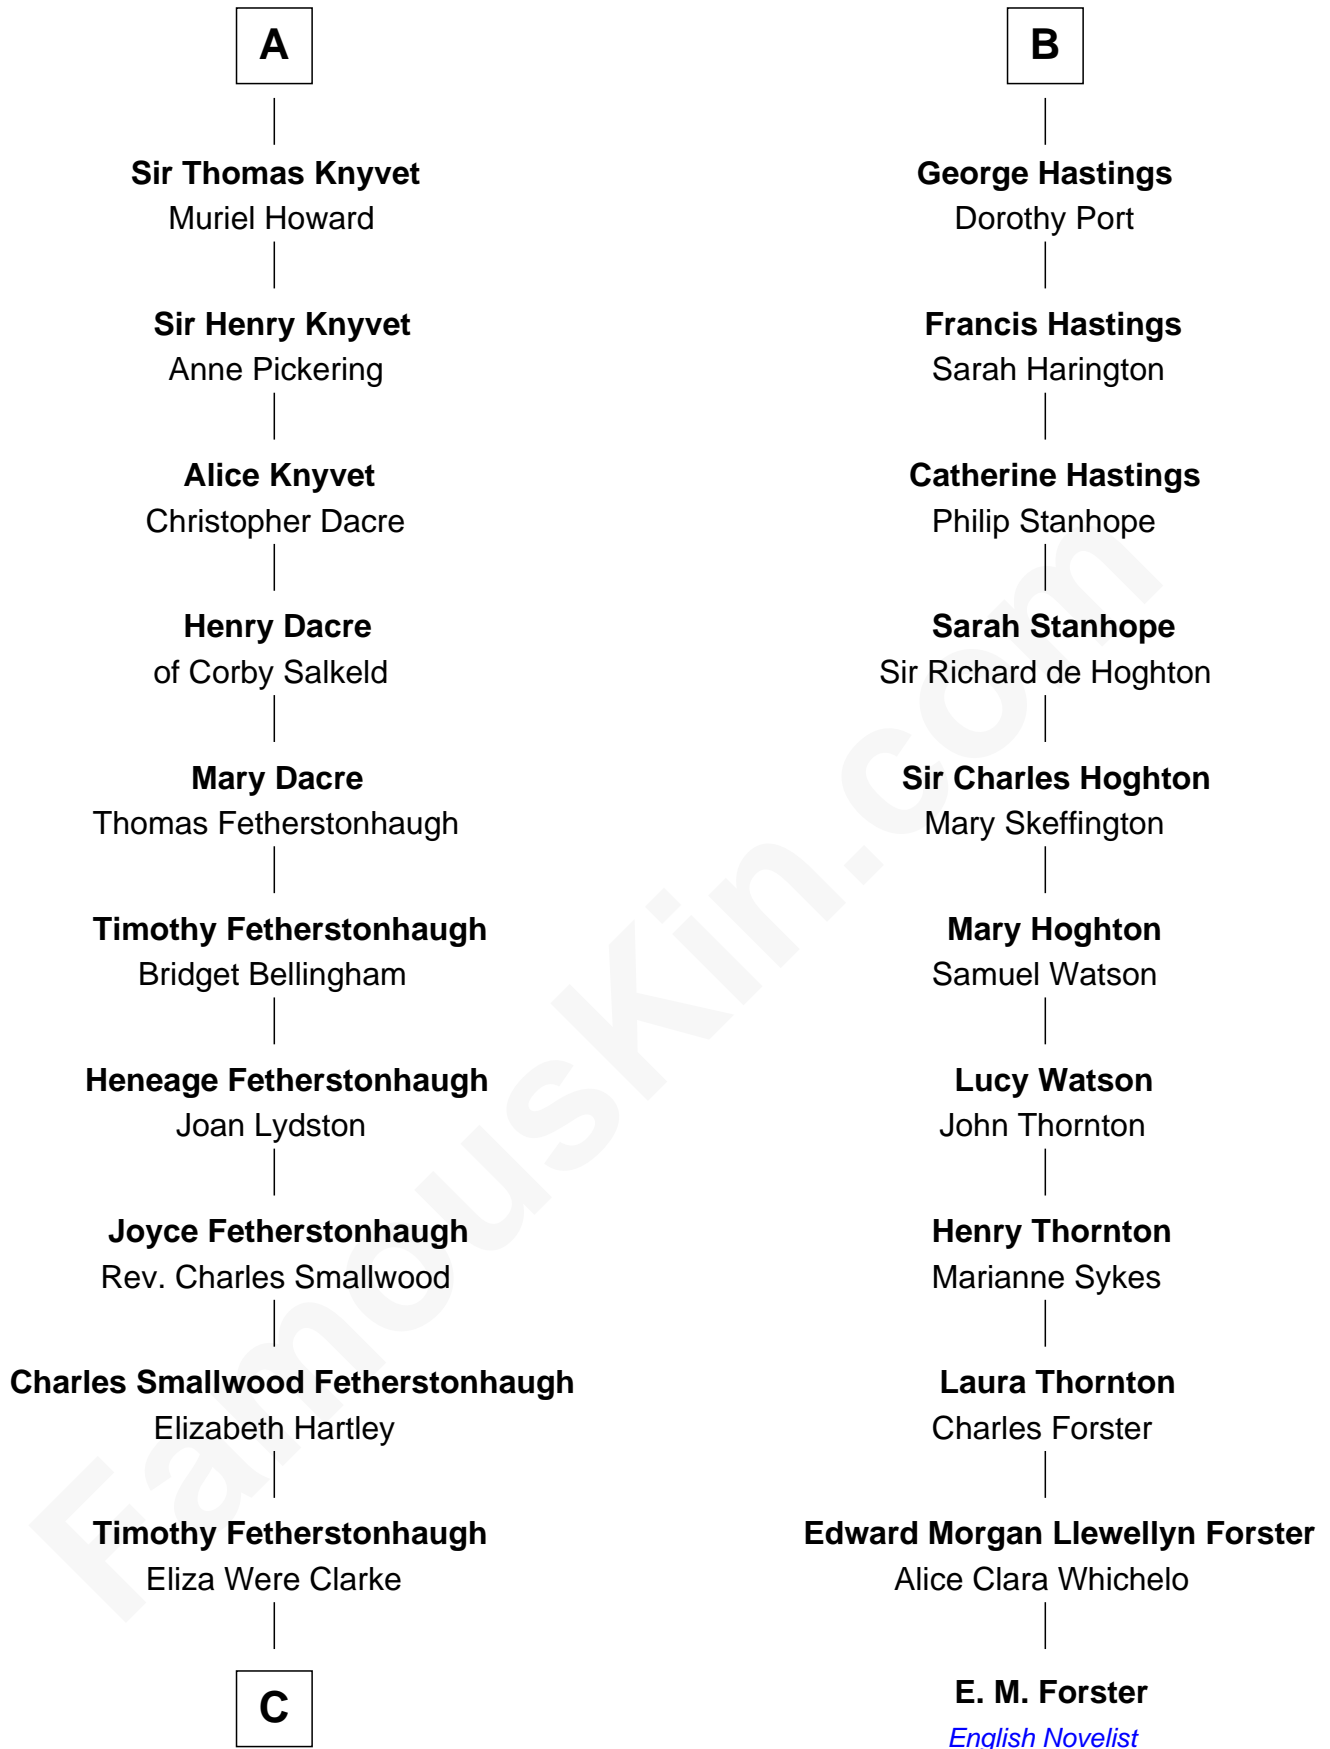 A
Sir Thomas Knyvet
Muriel Howard
Sir Henry Knyvet
Anne Pickering
Alice Knyvet
Christopher Dacre
Henry Dacre
of Corby Salkeld
Mary Dacre
Thomas Fetherstonhaugh
Timothy Fetherstonhaugh
Bridget Bellingham
Heneage Fetherstonhaugh
Joan Lydston
Joyce Fetherstonhaugh
Rev. Charles Smallwood
Charles Smallwood Fetherstonhaugh
Elizabeth Hartley
Timothy Fetherstonhaugh
Eliza Were Clarke
C
B
George Hastings
Dorothy Port
Francis Hastings
Sarah Harington
Catherine Hastings
Philip Stanhope
Sarah Stanhope
Sir Richard de Hoghton
Sir Charles Hoghton
Mary Skeffington
Mary Hoghton
Samuel Watson
Lucy Watson
John Thornton
Henry Thornton
Marianne Sykes
Laura Thornton
Charles Forster
Edward Morgan Llewellyn Forster
Alice Clara Whichelo
E. M. Forster
English Novelist
FamousKin.com